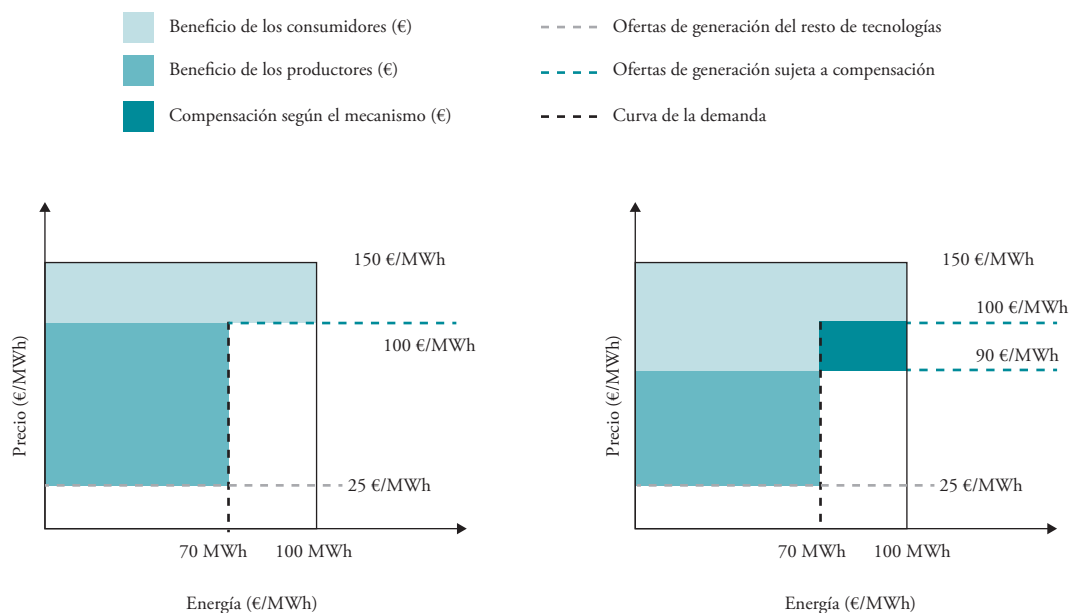 Beneficio de los consumidores (€)
Beneficio de los productores (€)
Compensación según el mecanismo (€)
Ofertas de generación del resto de tecnologías
Ofertas de generación sujeta a compensación
Curva de la demanda
Precio (€/MWh)
150 €/MWh
100 €/MWh
25 €/MWh
70 MWh
100 MWh
Energía (€/MWh)
Precio (€/MWh)
150 €/MWh
100 €/MWh
90 €/MWh
25 €/MWh
70 MWh
100 MWh
Energía (€/MWh)